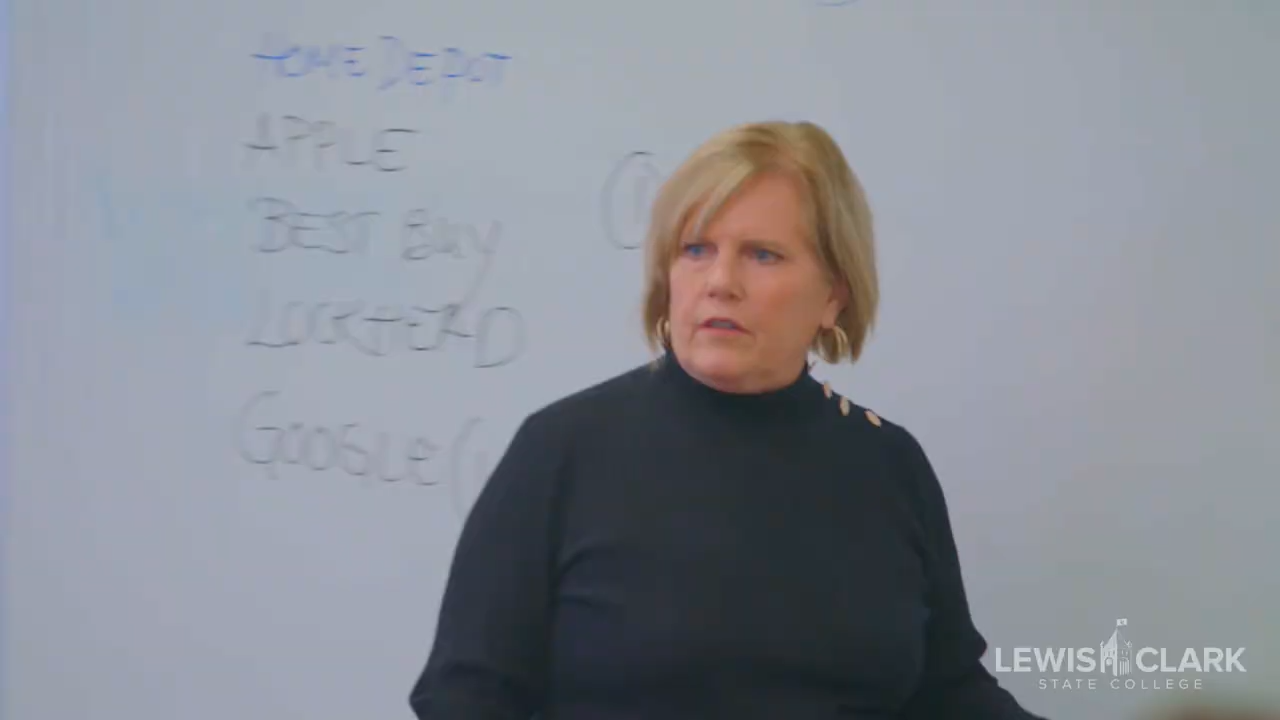 HOME DEPOT
APPLE
BEST BUY
LOCKHEED
GOOGLE (
LEWIS CLARK
STATE COLLEGE